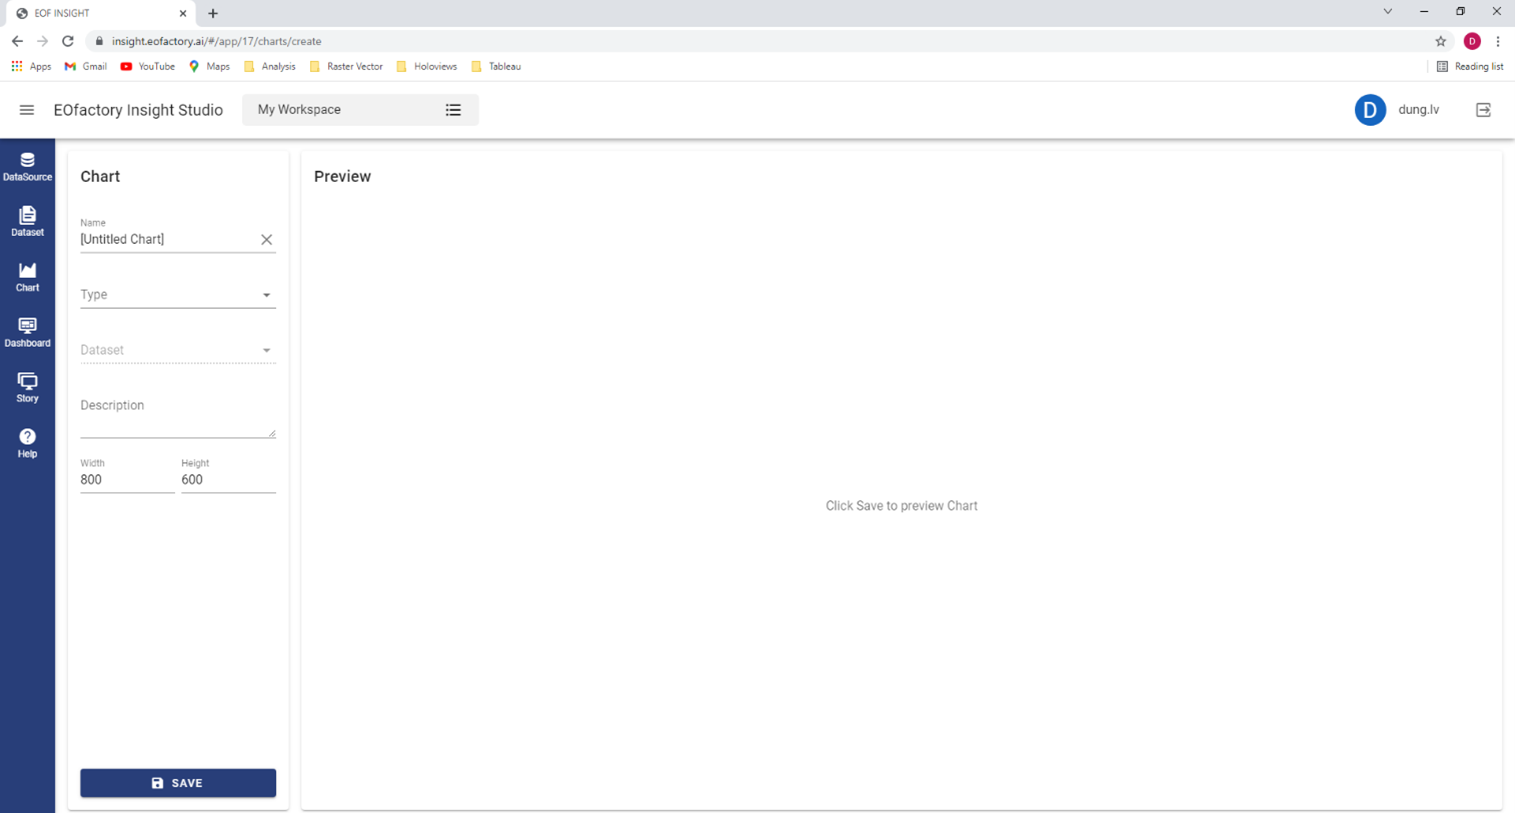 EOF INSIGHT
insight.eofactory.ai/#/app/17/charts/create
D
Apps Gmail YouTube Maps Analysis Raster Vector Holoviews Tableau Reading list
EOfactory Insight Studio My Workspace D dung.lv
DataSource
Dataset
Chart
Dashboard
Story
Help
Chart
Name
[Untitled Chart]
Type
Dataset
Description
Width Height
800 600
SAVE
Preview
Click Save to preview Chart